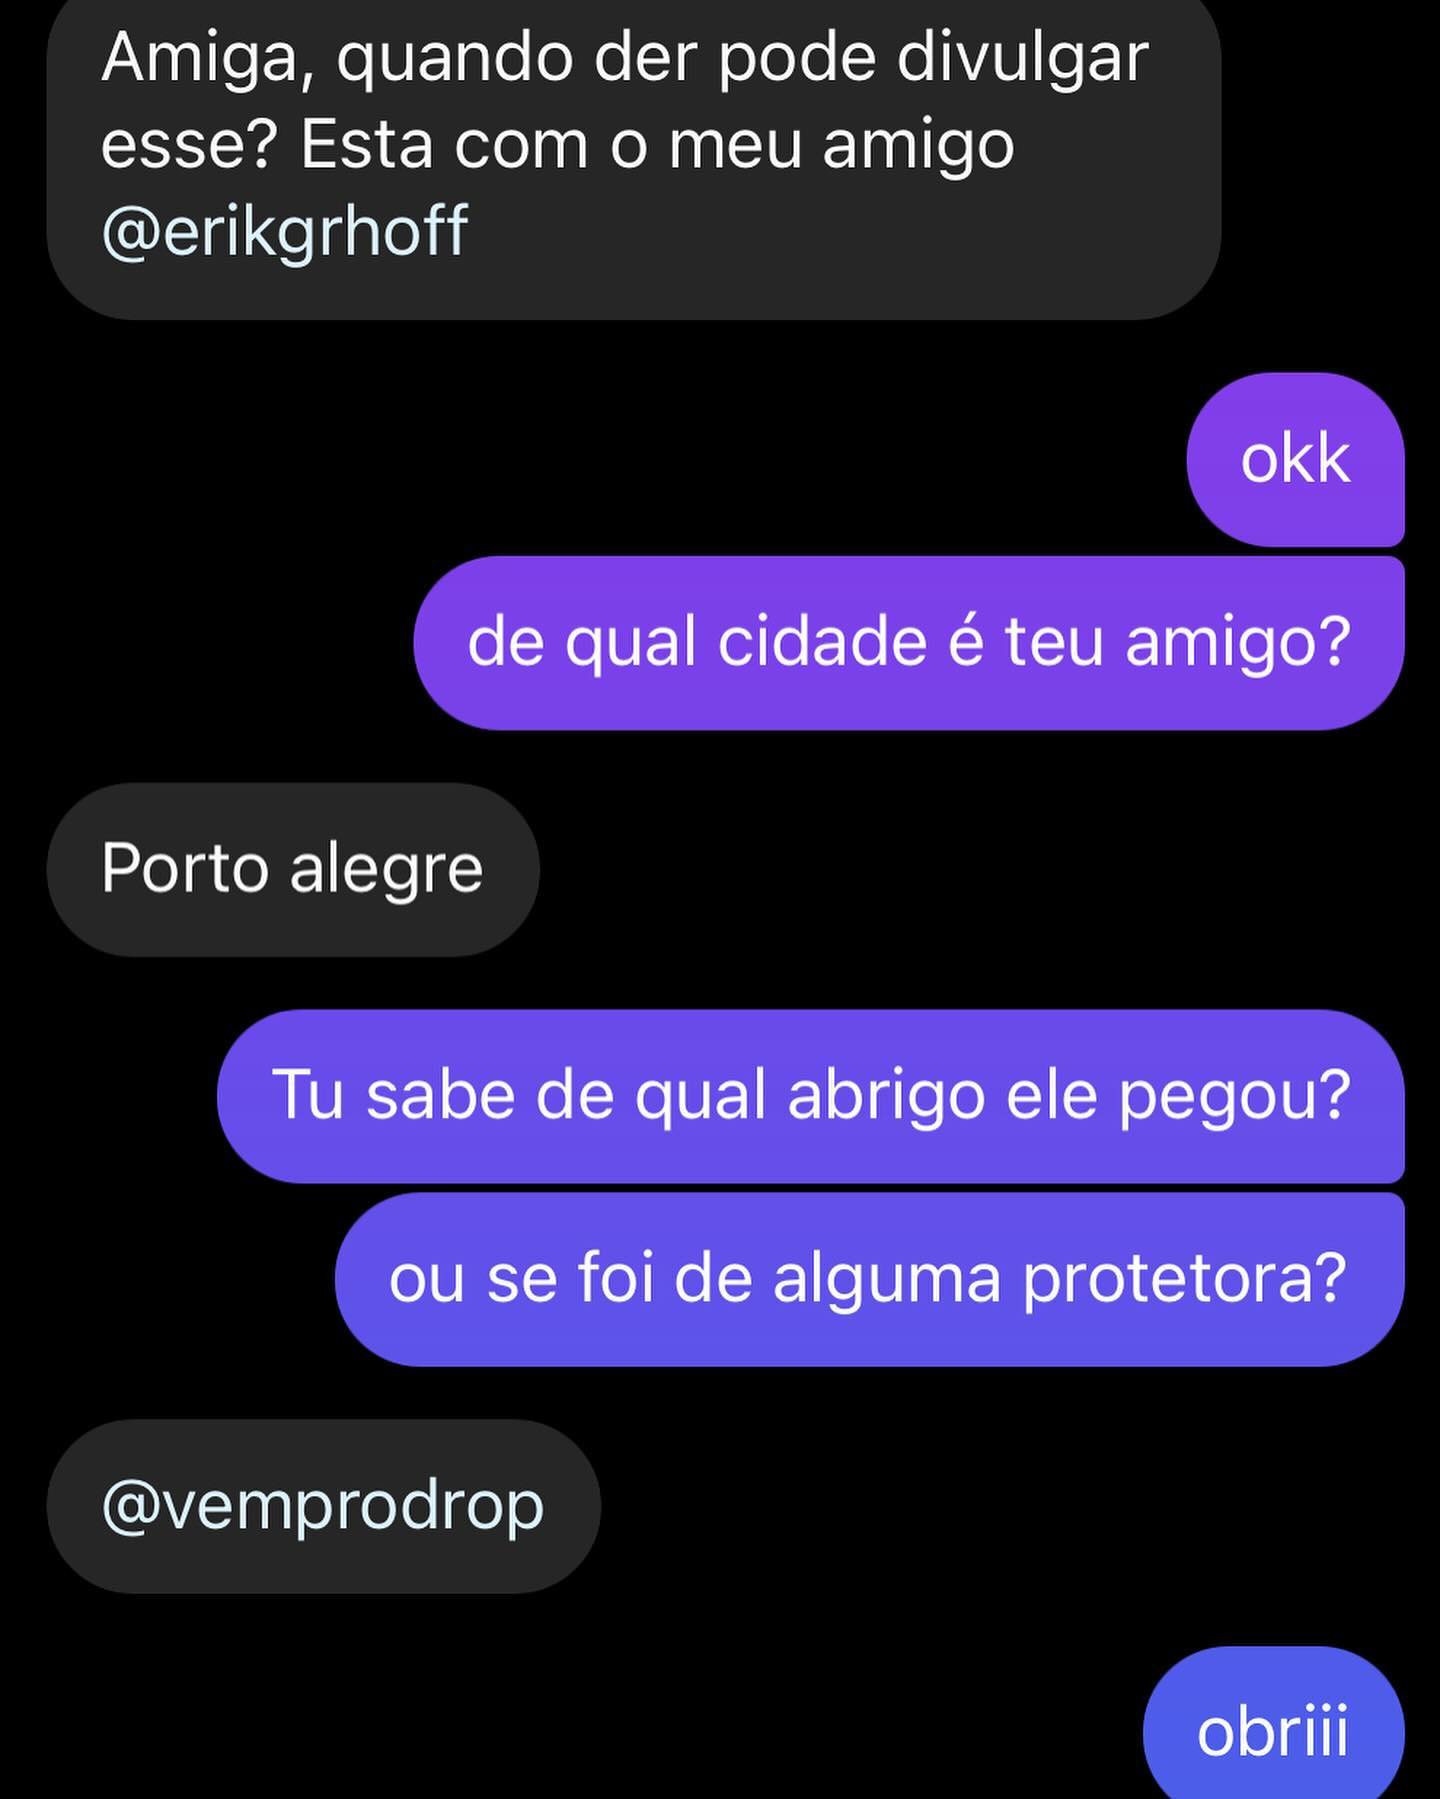 Amiga, quando der pode divulgar
esse? Esta com o meu amigo
@erikgrhoff
okk
de qual cidade é teu amigo?
Porto alegre
Tu sabe de qual abrigo ele pegou?
ou se foi de alguma protetora?
@vemprodrop
obriii